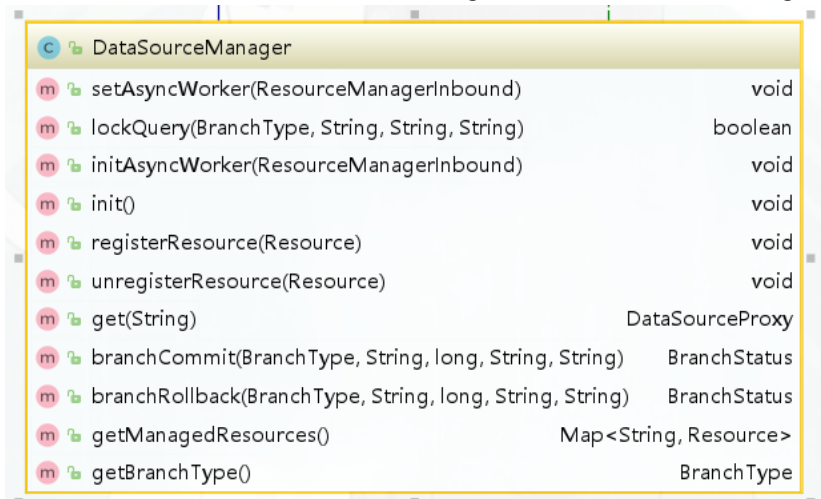 C DataSourceManager
m setAsyncWorker(ResourceManagerInbound) void
m lockQuery(BranchType, String, String, String) boolean
m initAsyncWorker(ResourceManagerInbound) void
m init() void
m registerResource(Resource) void
m unregisterResource(Resource) void
m get(String) DataSourceProxy
m branchCommit(BranchType, String, long, String, String) BranchStatus
m branchRollback(BranchType, String, long, String, String) BranchStatus
m getManagedResources() Map<String, Resource>
m getBranchType() BranchType